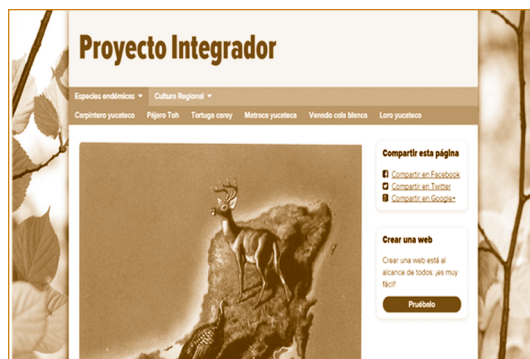 Proyecto Integrador
Especies endémicas Cultura Regional
Carpintero yucateco Pájaro Toh Tortuga carey Matraca yucateca Venado cola blanca Loro yucateco
Compartir esta página
Compartir en Facebook
Compartir en Twitter
Compartir en Google+
Crear una web
Crear una web está al
alcance de todos: ¡es muy
fácil!
Pruébelo